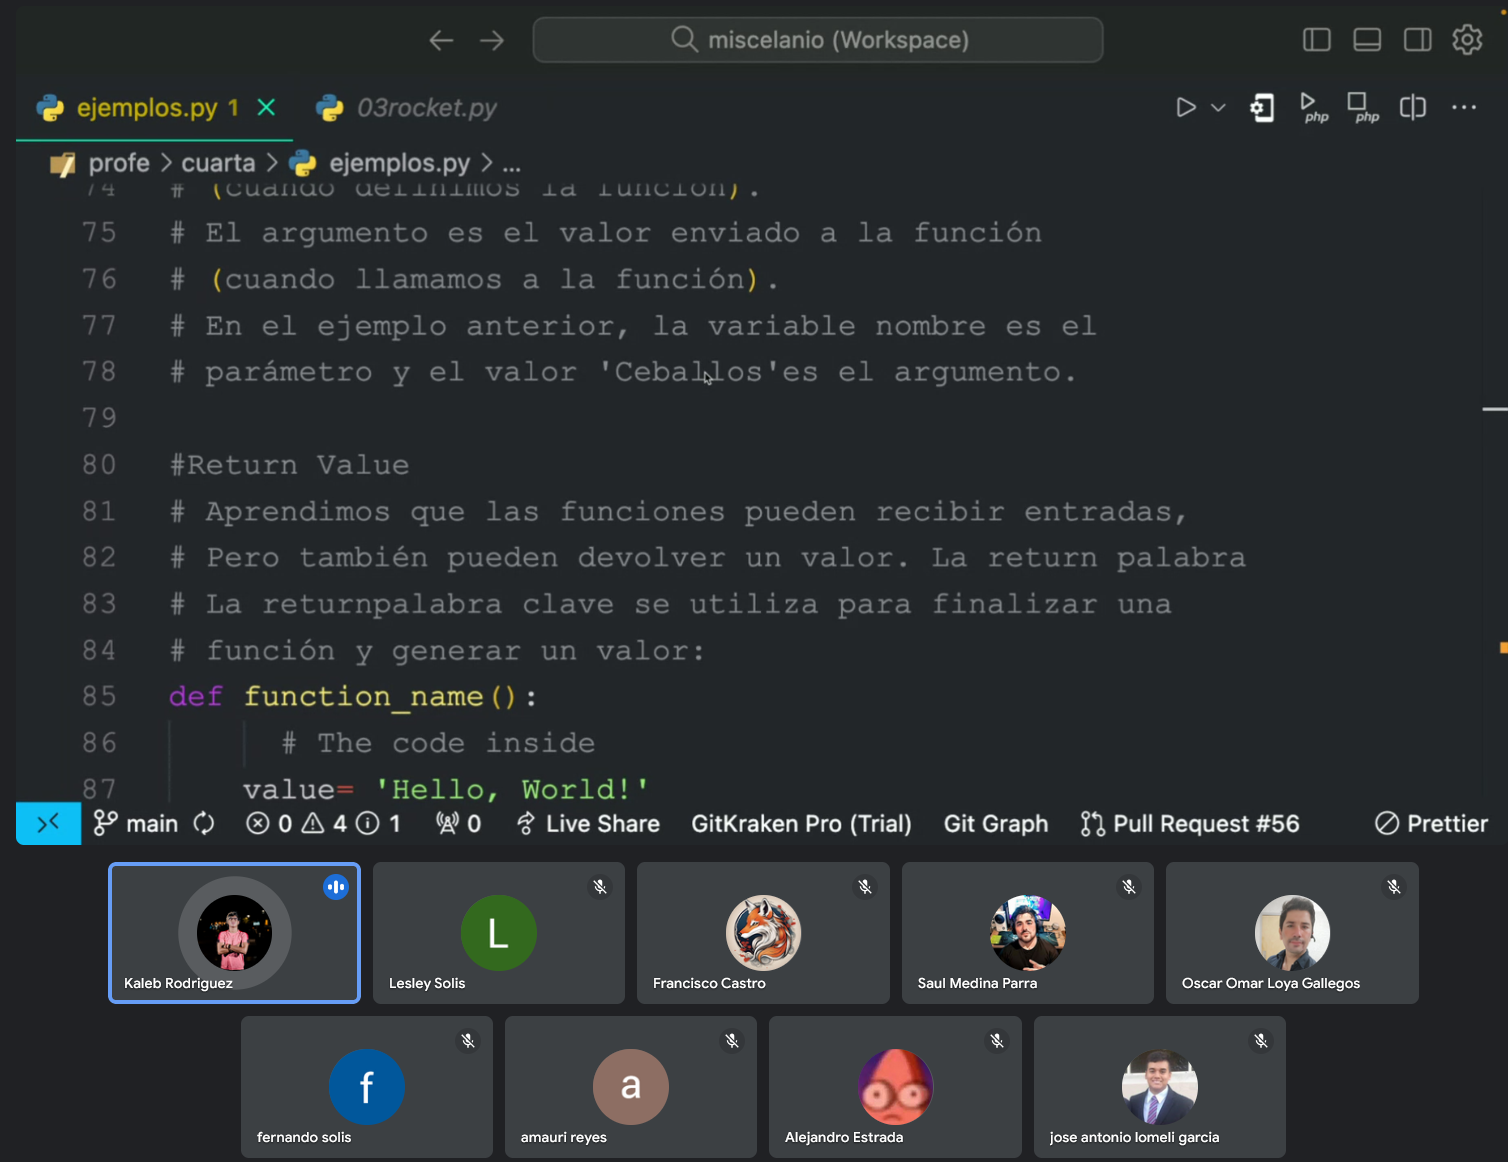 miscelanio (Workspace)
ejemplos.py 1
03rocket.py
php
php
profe > cuarta > ejemplos.py > ...
74 # (cuando definimos la función).
75 # El argumento es el valor enviado a la función
76 # (cuando llamamos a la función).
77 # En el ejemplo anterior, la variable nombre es el
78 # parámetro y el valor 'Ceballos'es el argumento.
79
80 #Return Value
81 # Aprendimos que las funciones pueden recibir entradas,
82 # Pero también pueden devolver un valor. La return palabra
83 # La returnpalabra clave se utiliza para finalizar una
84 # función y generar un valor:
85 def function_name():
86 # The code inside
87 value= 'Hello, World!'
main 0 4 1 0 Live Share GitKraken Pro (Trial) Git Graph Pull Request #56 Prettier
L
Kaleb Rodriguez
Lesley Solis
Francisco Castro
Saul Medina Parra
Oscar Omar Loya Gallegos
f
a
fernando solis
amauri reyes
Alejandro Estrada
jose antonio lomeli garcia